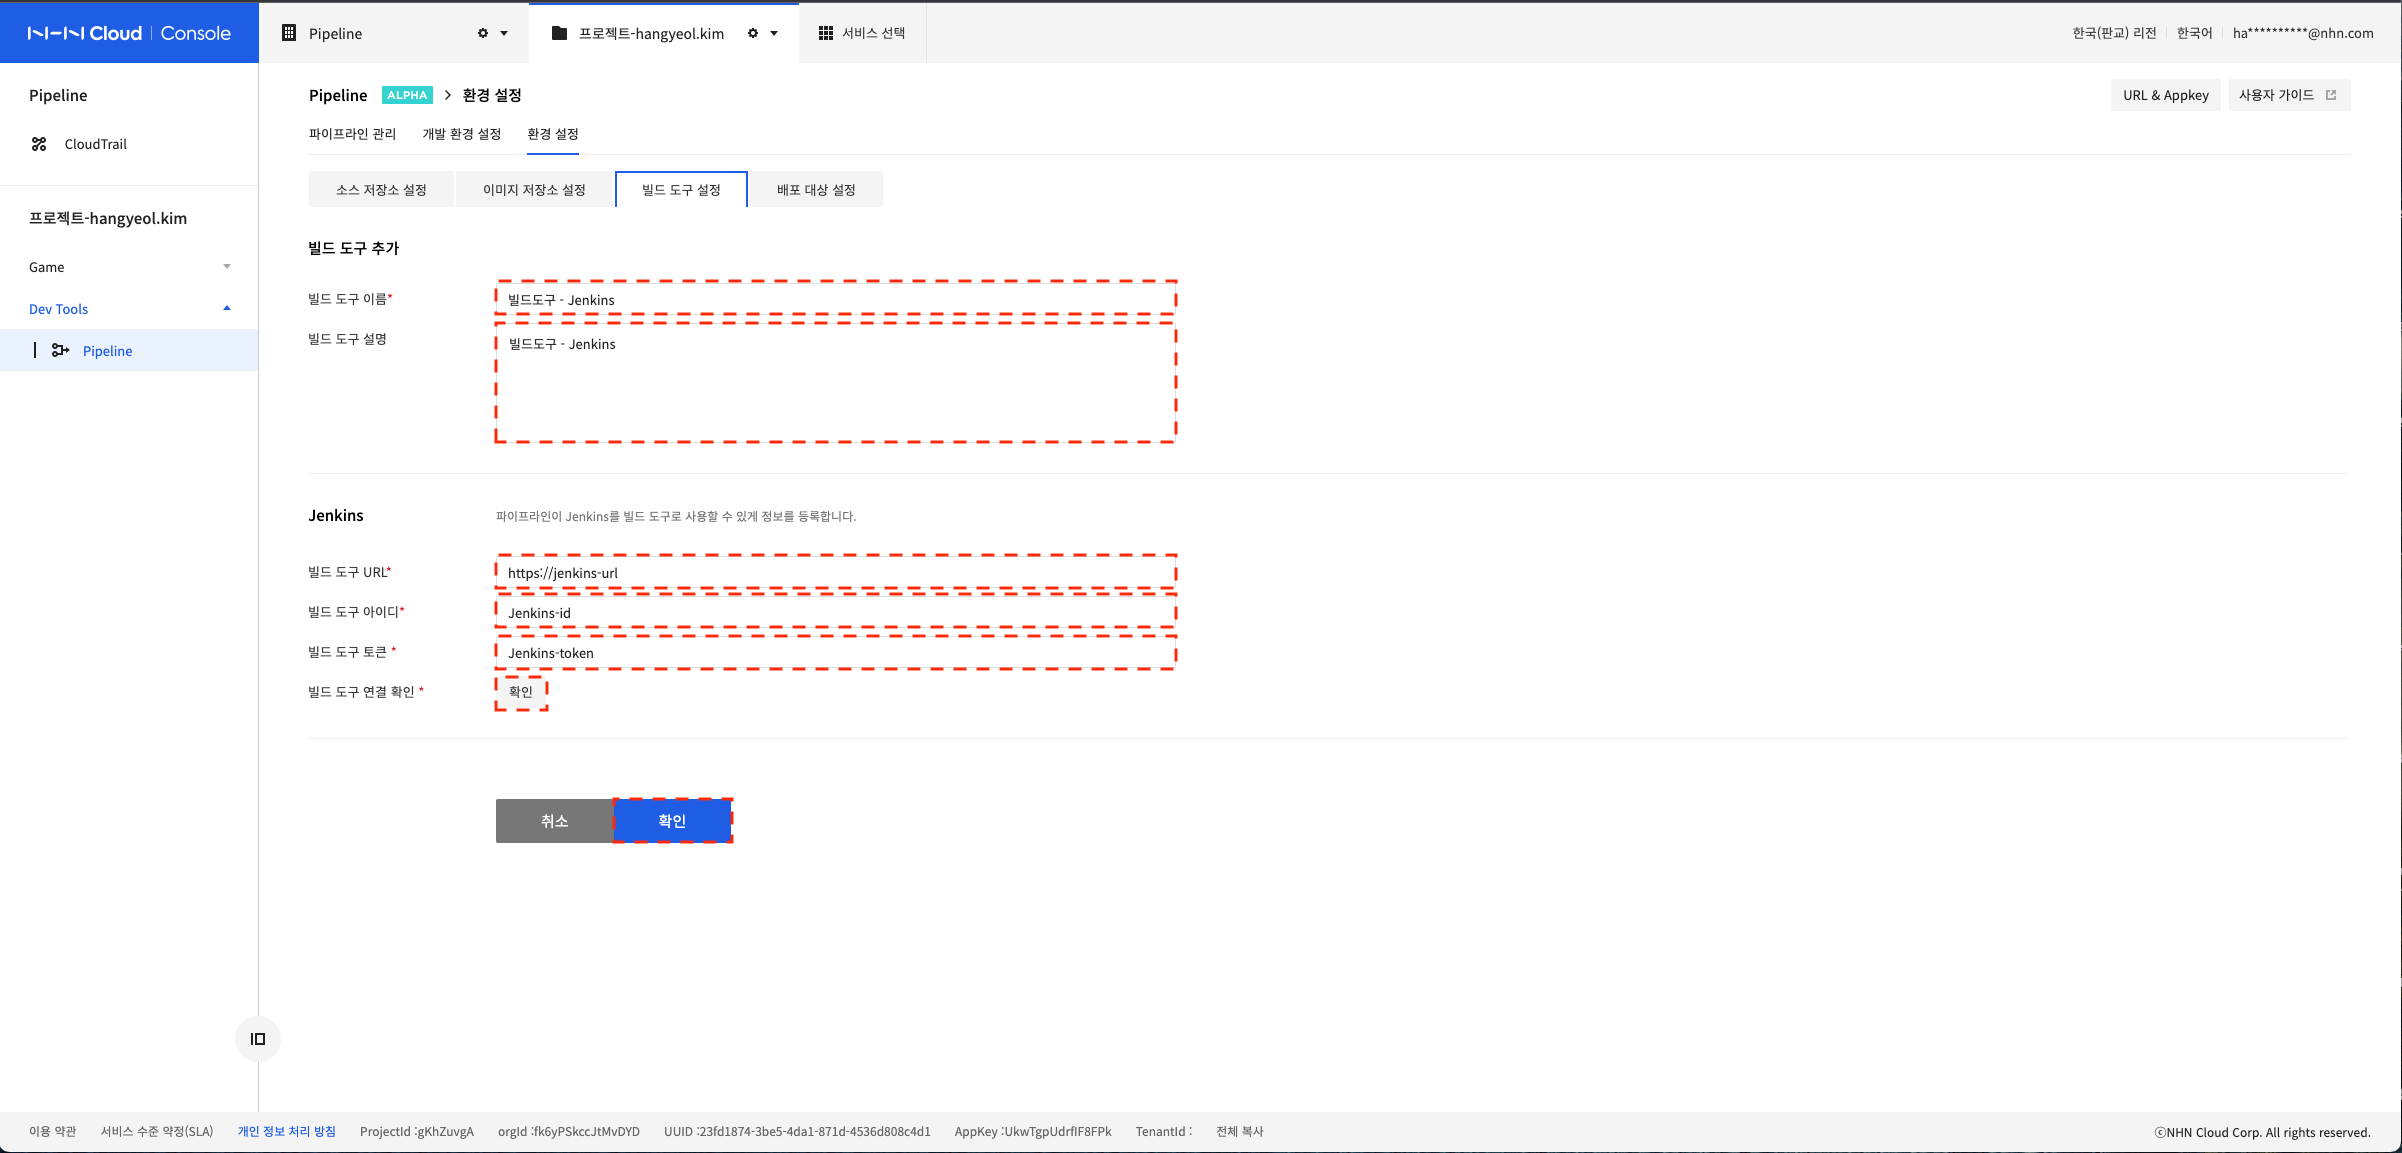 NHN Cloud | Console
Pipeline
프로젝트-hangyeol.kim
서비스 선택
한국(판교) 리전
한국어
ha**********@nhn.com
Pipeline
CloudTrail
프로젝트-hangyeol.kim
Game
Dev Tools
Pipeline
Pipeline ALPHA > 환경 설정
URL & Appkey
사용자 가이드
파이프라인 관리
개발 환경 설정
환경 설정
소스 저장소 설정
이미지 저장소 설정
빌드 도구 설정
배포 대상 설정
빌드 도구 추가
빌드 도구 이름*
빌드도구 - Jenkins
빌드 도구 설명
빌드도구 - Jenkins
Jenkins
파이프라인이 Jenkins를 빌드 도구로 사용할 수 있게 정보를 등록합니다.
빌드 도구 URL*
https://jenkins-url
빌드 도구 아이디*
Jenkins-id
빌드 도구 토큰 *
Jenkins-token
빌드 도구 연결 확인 *
확인
취소
확인
이용 약관
서비스 수준 약정(SLA)
개인 정보 처리 방침
ProjectId :gKhZuvgA
orgId :fk6yPSkccJtMvDYD
UUID :23fd1874-3be5-4da1-871d-4536d808c4d1
AppKey :UkwTgpUdrfIF8FPk
TenantId :
전체 복사
ⓒNHN Cloud Corp. All rights reserved.